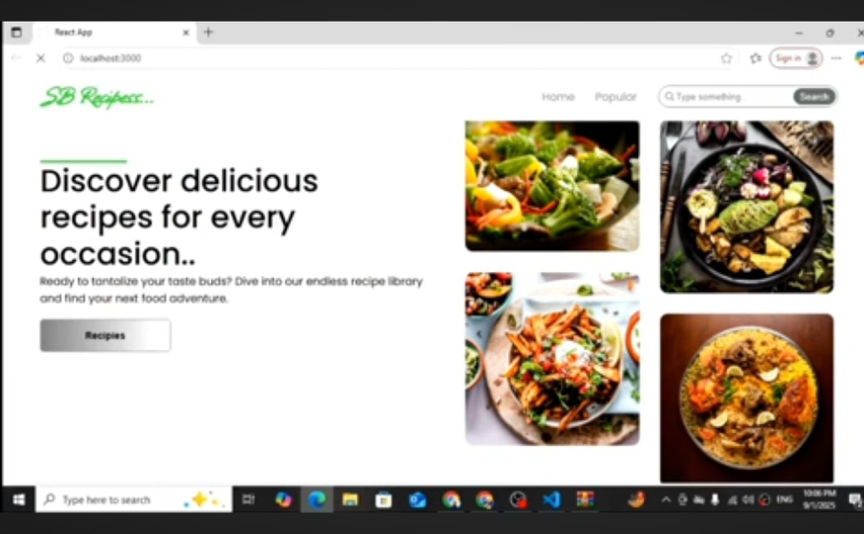 React App
localhost:3000
Sign in
SB Recipess...
Home
Popular
Type something..
Search
Discover delicious
recipes for every
occasion..
Ready to tantalize your taste buds? Dive into our endless recipe library
and find your next food adventure.
Recipies
Type here to search
ENG
10:06 PM
9/1/2025